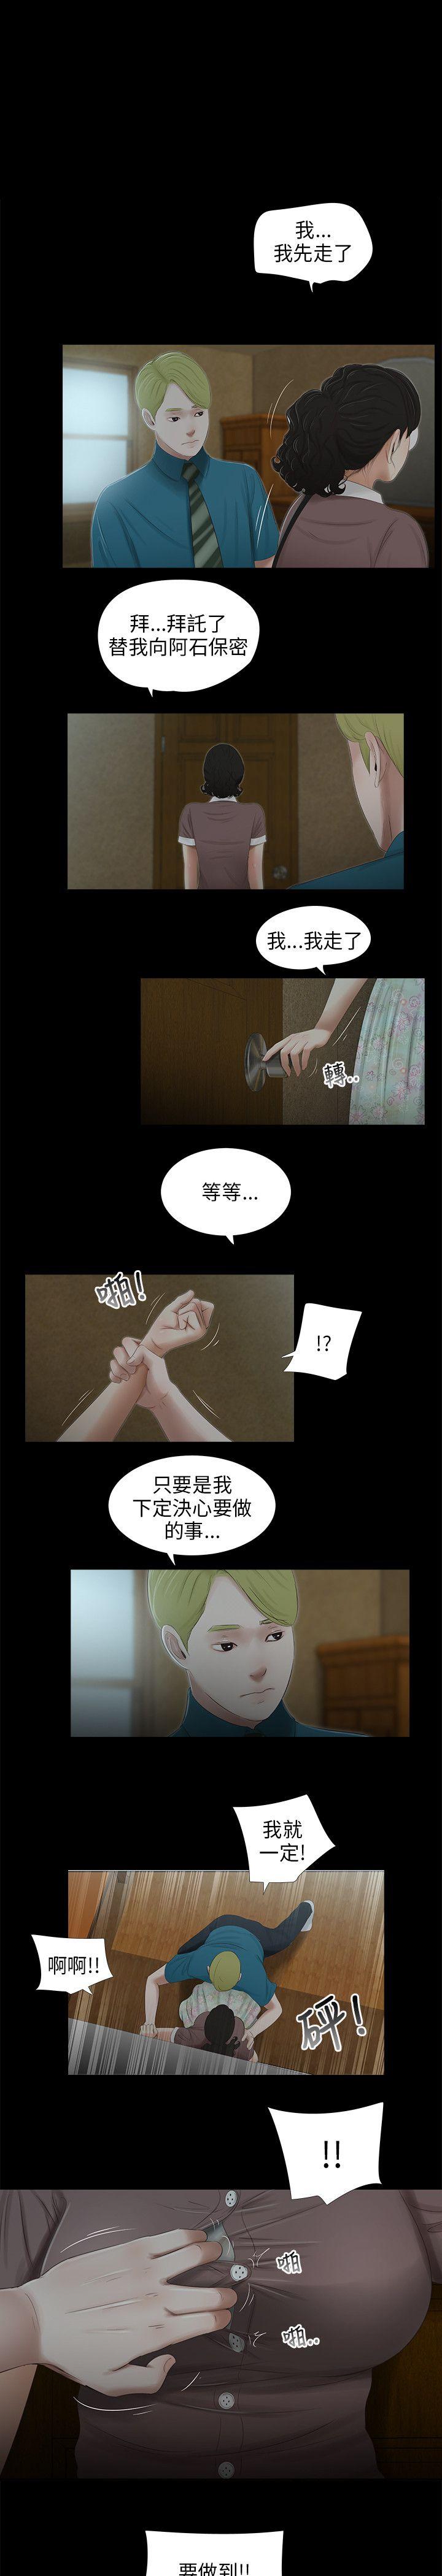 我...
我先走了
拜...拜託了
替我向阿石保密
我...我走了
轉..
等等...
啪!
!?
只要是我
下定決心要做
的事...
我就
一定!
啊啊!!
砰!
!!
啪
啪..
要做到!!